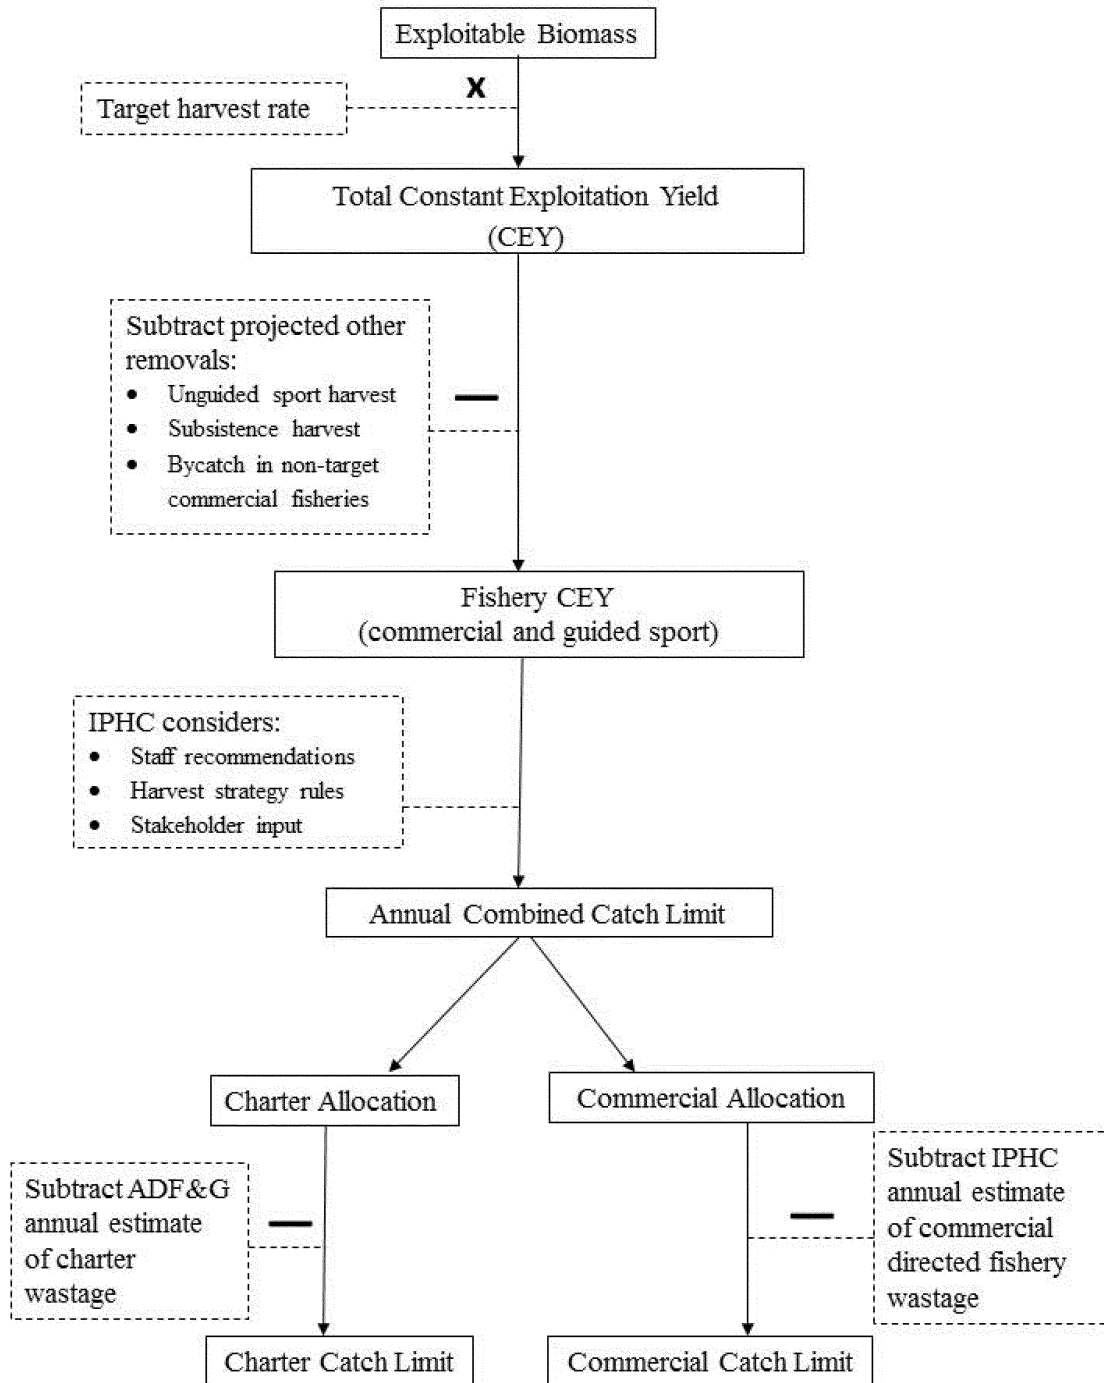 Exploitable Biomass
X
Target harvest rate
Total Constant Exploitation Yield
(CEY)
Subtract projected other
removals:
• Unguided sport harvest
• Subsistence harvest
• Bycatch in non-target
commercial fisheries
—
Fishery CEY
(commercial and guided sport)
IPHC considers:
• Staff recommendations
• Harvest strategy rules
• Stakeholder input
Annual Combined Catch Limit
Charter Allocation
Commercial Allocation
Subtract ADF&G
annual estimate
of charter
wastage
—
—
Subtract IPHC
annual estimate
of commercial
directed fishery
wastage
Charter Catch Limit
Commercial Catch Limit